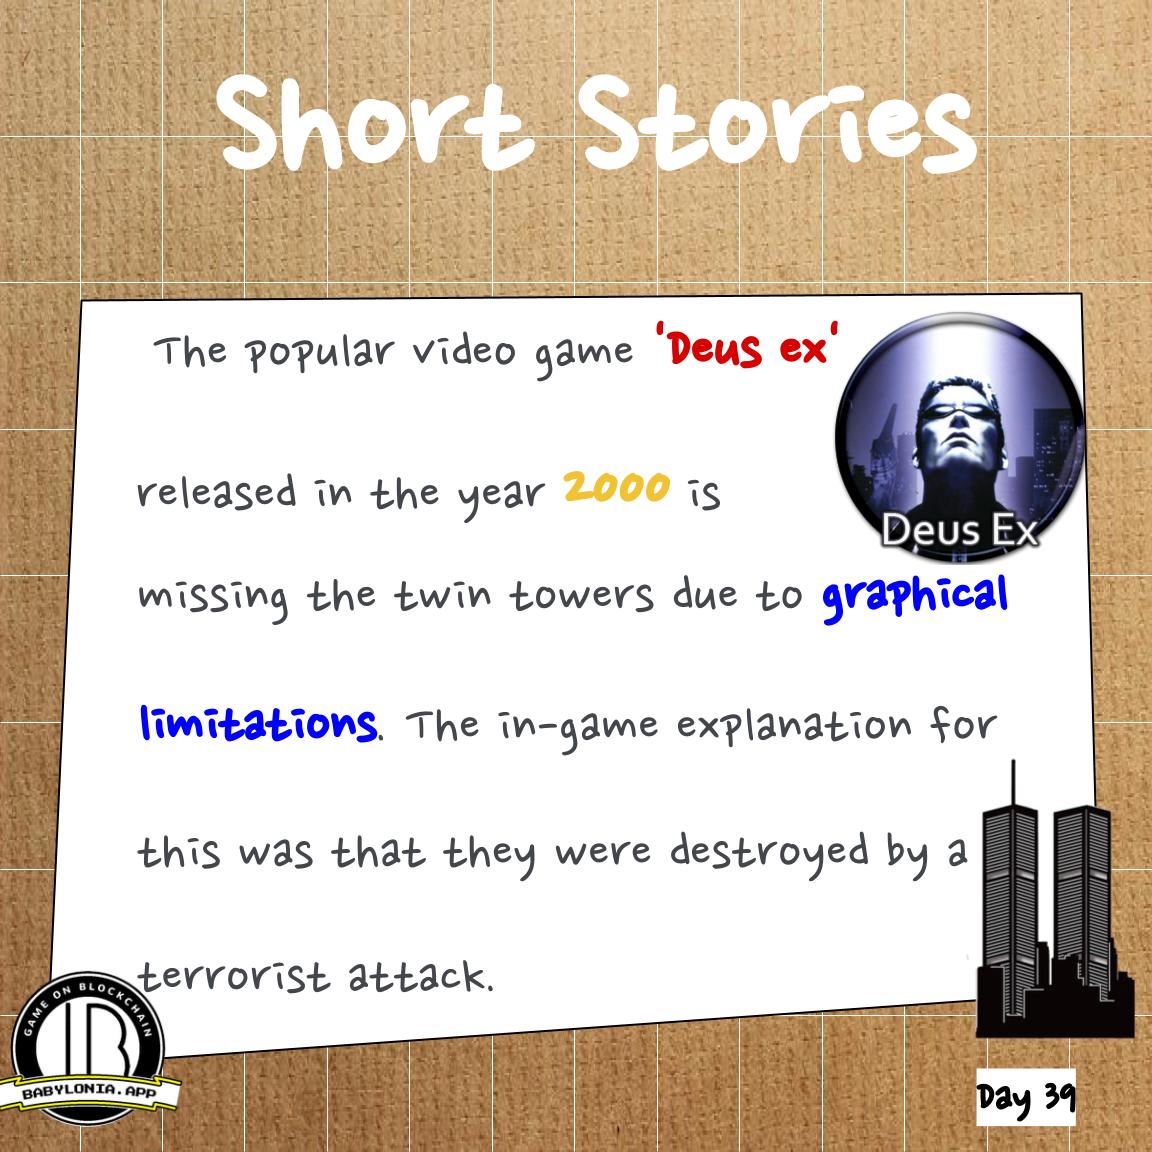 Short Stories
The popular video game 'Deus ex'
released in the year 2000 is
Deus Ex
missing the twin towers due to graphical
limitations. The in-game explanation for
this was that they were destroyed by a
terrorist attack.
GAME ON BLOCKCHAIN
BABYLONIA.APP
Day 39